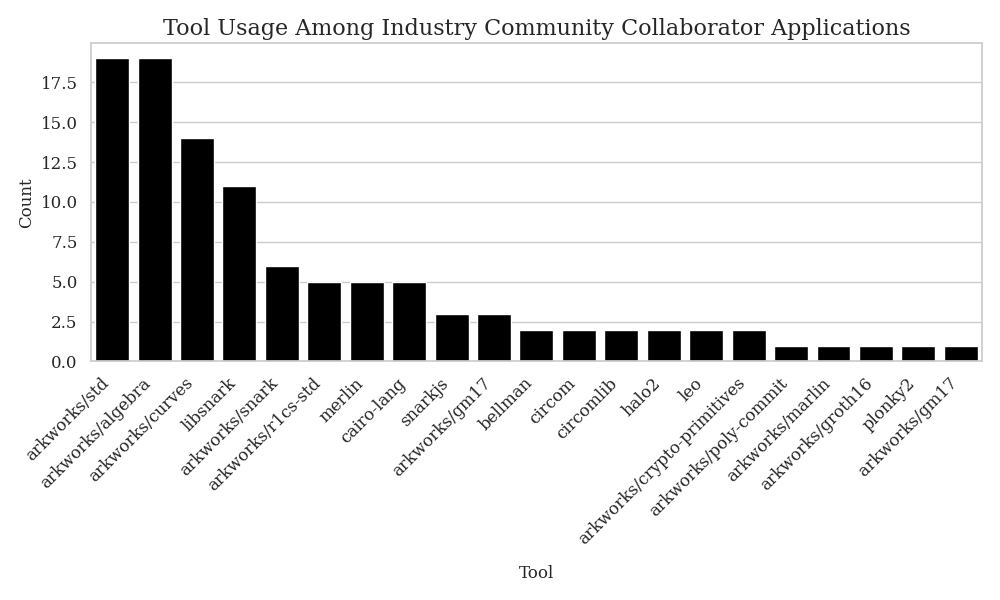 Tool Usage Among Industry Community Collaborator Applications
Count
17.5
15.0
12.5
10.0
7.5
5.0
2.5
0.0
arkworks/std
arkworks/algebra
arkworks/curves
libsnark
arkworks/snark
arkworks/r1cs-std
merlin
cairo-lang
snarkjs
arkworks/gm17
bellman
circom
circomlib
halo2
leo
arkworks/crypto-primitives
arkworks/poly-commit
arkworks/marlin
arkworks/groth16
plonky2
arkworks/gm17
Tool